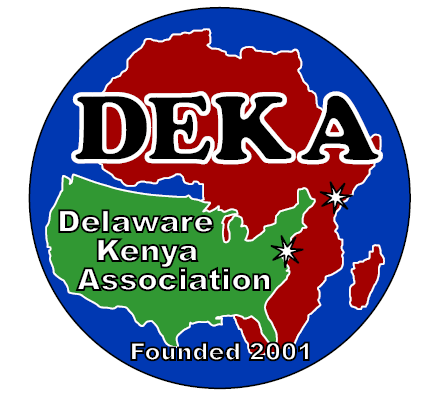 DEKA
Delaware
Kenya
Association
Founded 2001